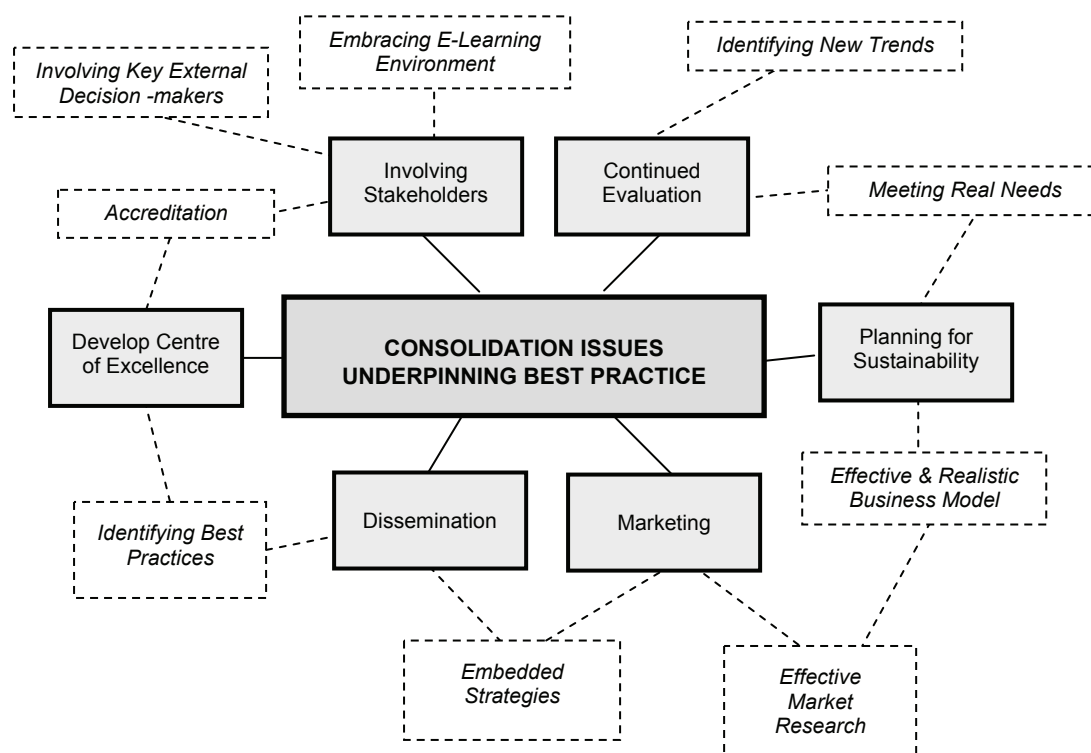 Embracing E-Learning
Environment
Identifying New Trends
Involving Key External
Decision -makers
Involving
Stakeholders
Continued
Evaluation
Meeting Real Needs
Accreditation
Develop Centre
of Excellence
CONSOLIDATION ISSUES
UNDERPINNING BEST PRACTICE
Planning for
Sustainability
Effective & Realistic
Business Model
Identifying Best
Practices
Dissemination
Marketing
Embedded
Strategies
Effective
Market
Research